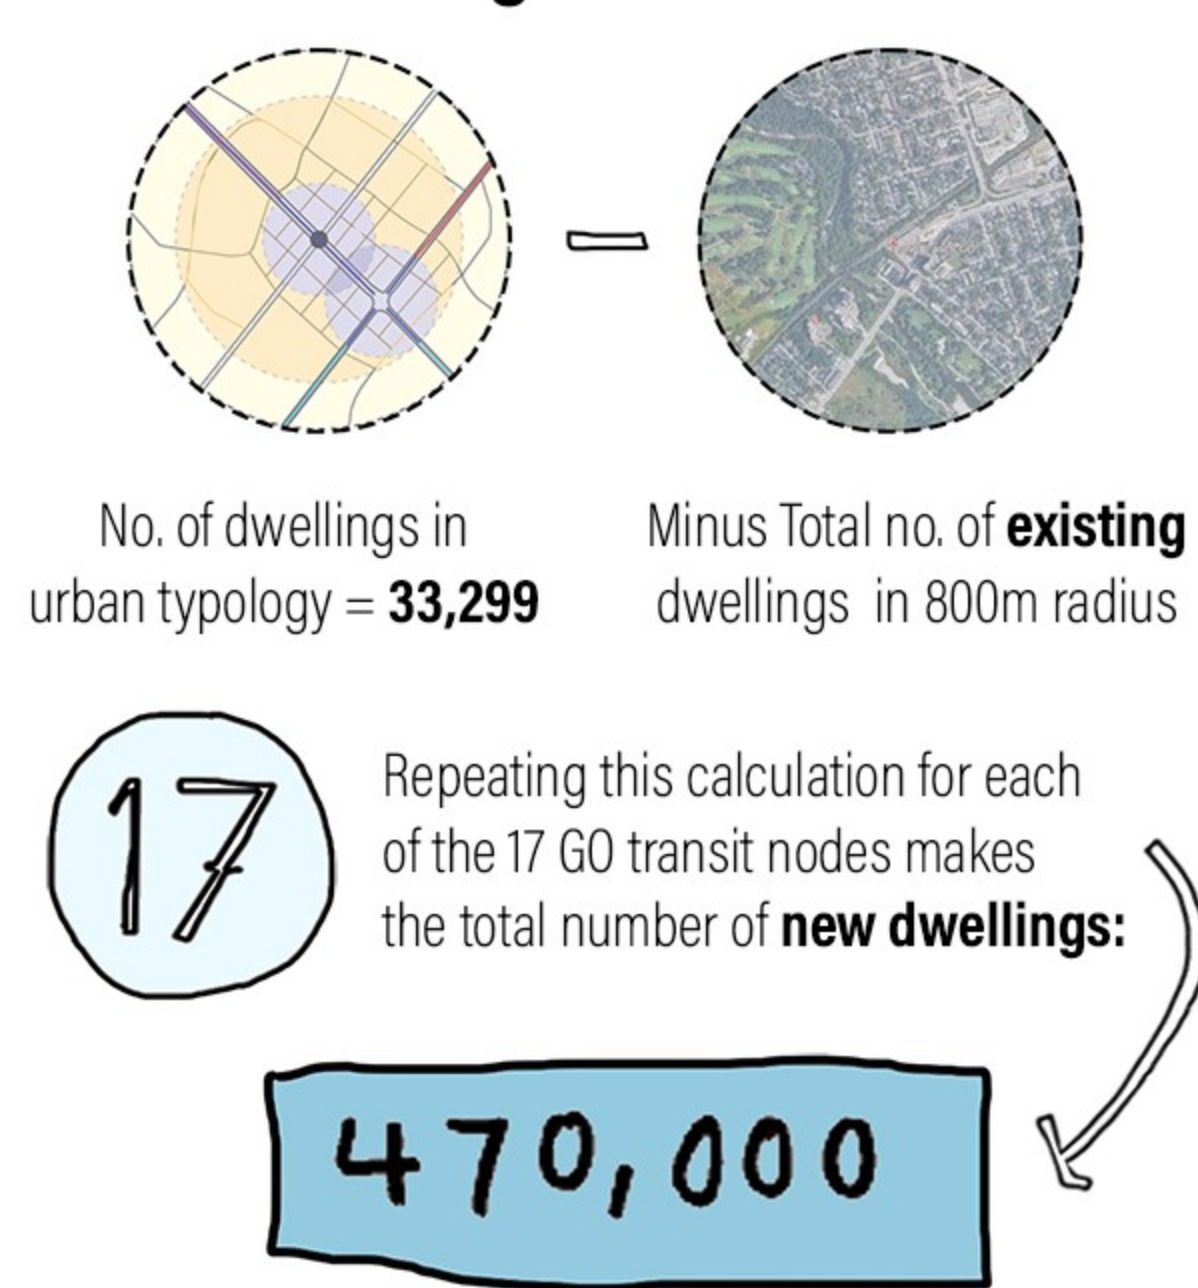 No. of dwellings in
urban typology = 33,299
Minus Total no. of existing
dwellings in 800m radius
17
Repeating this calculation for each
of the 17 GO transit nodes makes
the total number of new dwellings:
470,000